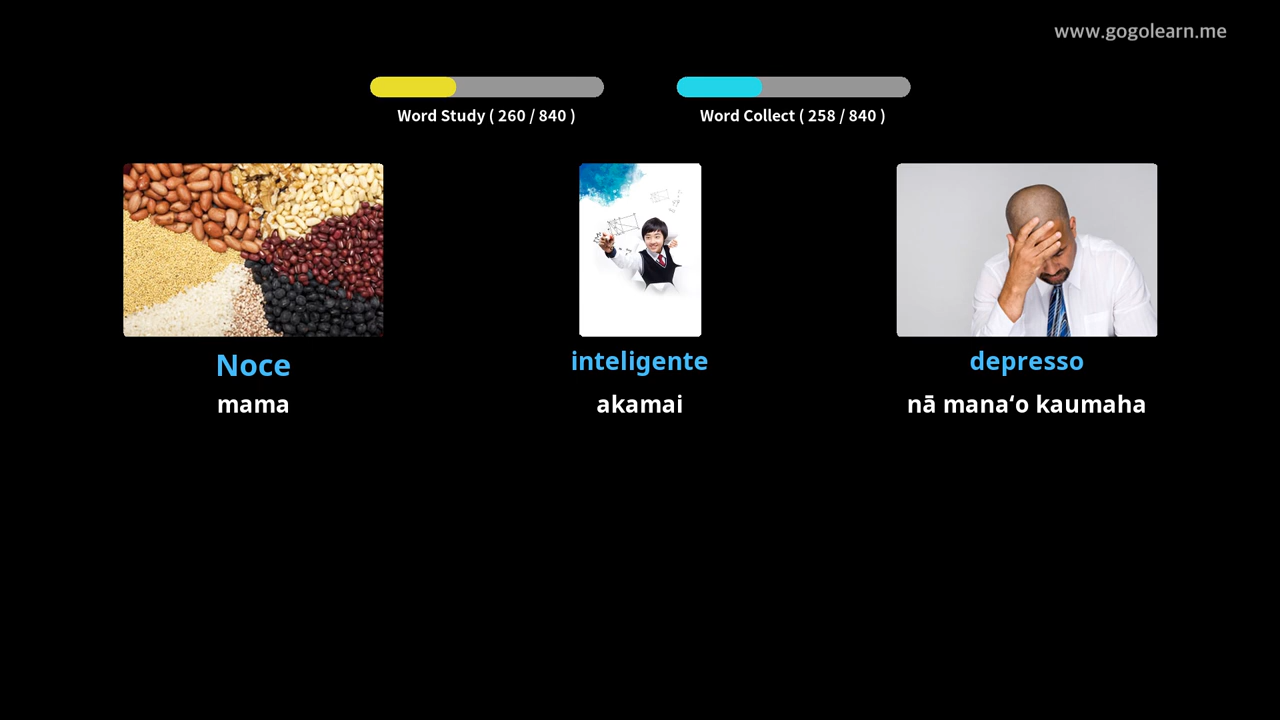 www.gogolearn.me
Word Study ( 260 / 840 )
Word Collect ( 258 / 840 )
Noce
mama
inteligente
akamai
depresso
nā manaʻo kaumaha